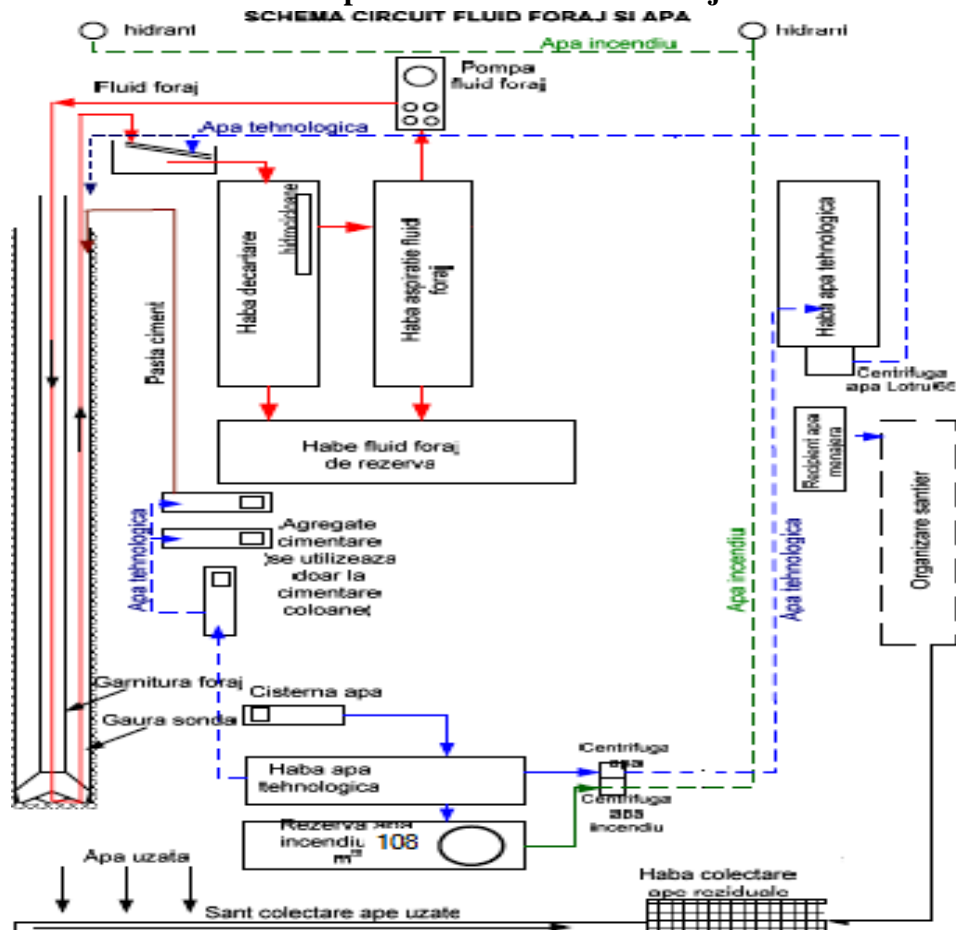 SCHEMA CIRCUIT FLUID FORAJ SI APA
hidrant
Apa incendiu
hidrant
Pompa
fluid foraj
Fluid foraj
Apa tehnologica
Haba decantare
hidrocicloane
Haba aspiratie fluid
foraj
Haba apa tehnologica
Pasta ciment
Centrifuga
apa Lotru 65
Habe fluid foraj
de rezerva
Recipient apa
menajera
Organizare santier
Agregate
cimentare
se utilizeaza
doar la
cimentare
coloane
Apa tehnologica
Apa incendiu
Apa tehnologica
Garnitura foraj
Gaura sonda
Cisterna apa
Haba apa
tehnologica
Centrifuga
apa
Centrifuga
apa
incendiu
Rezerva
incendiu 108
Apa uzata
Haba colectare
ape reziduale
Sant colectare ape uzate